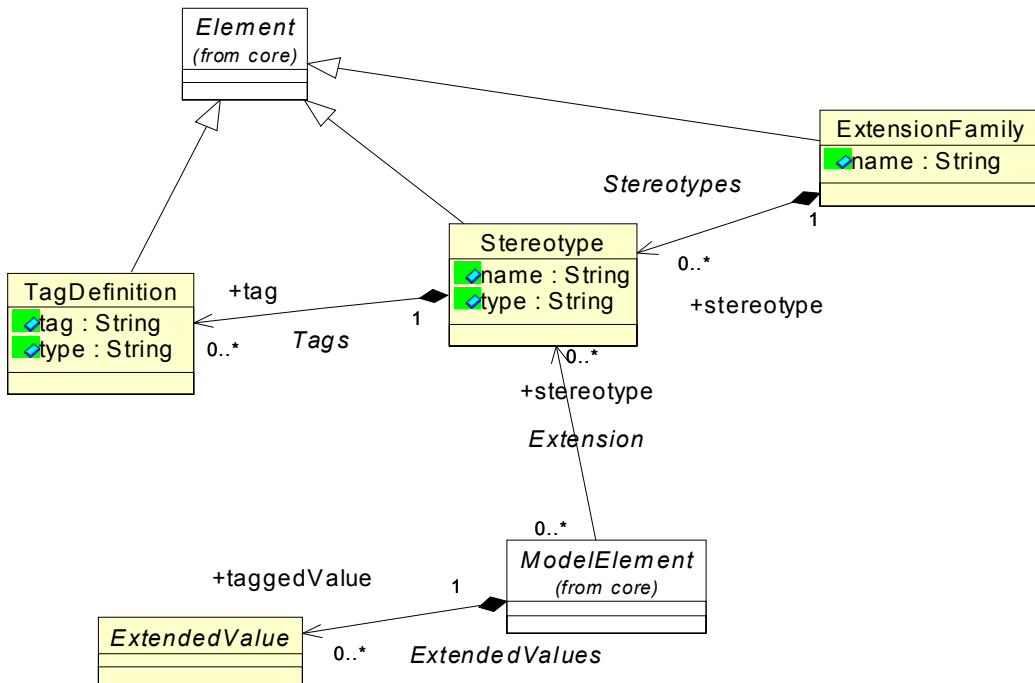 Element
(from core)
ExtensionFamily
name : String
Stereotypes
1
Stereotype
name : String
type : String
0..*
+stereotype
TagDefinition
tag : String
type : String
+tag
1
0..*
Tags
0..*
+stereotype
Extension
0..*
ModelElement
(from core)
+taggedValue
1
ExtendedValue
0..*
ExtendedValues